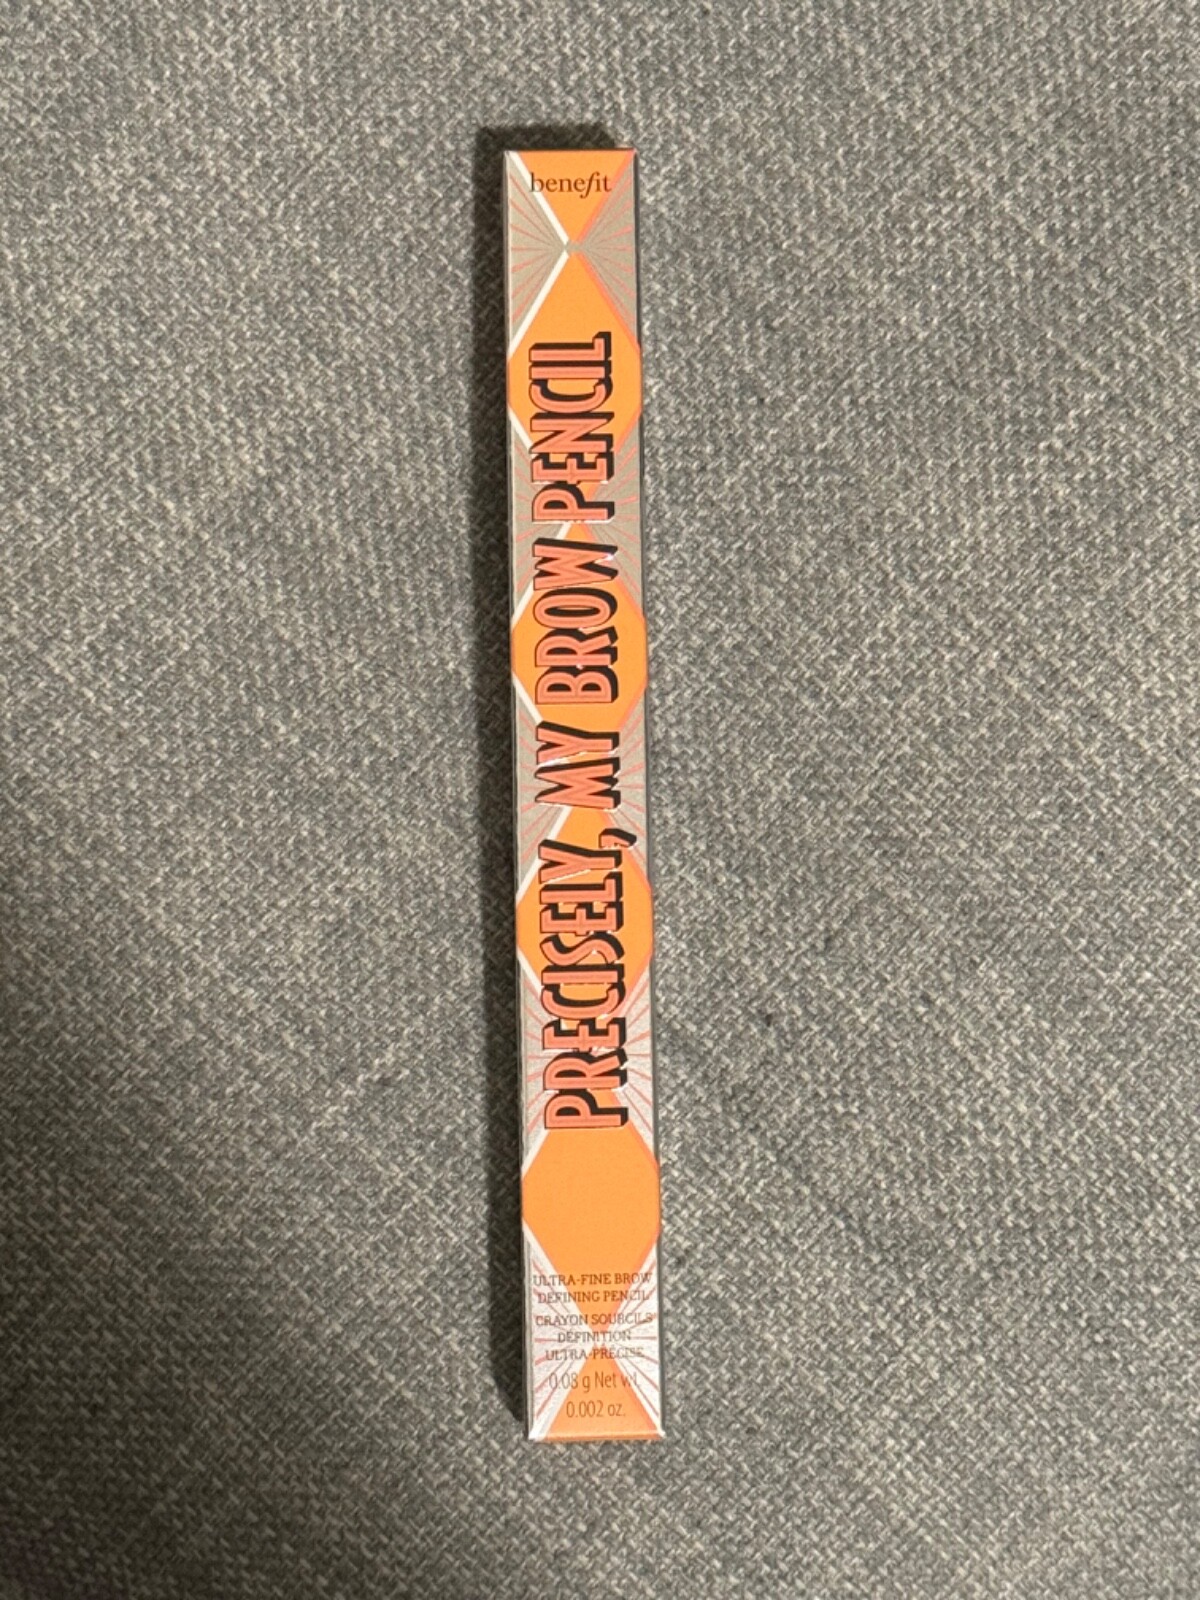 benefit
PRECISELY, MY BROW PENCIL
ULTRA-FINE BROW
DEFINING PENCIL
CRAYON SOURCILS
DÉFINITION
ULTRA-PRÉCISE
0.08 g Net wt.
0.002 oz.